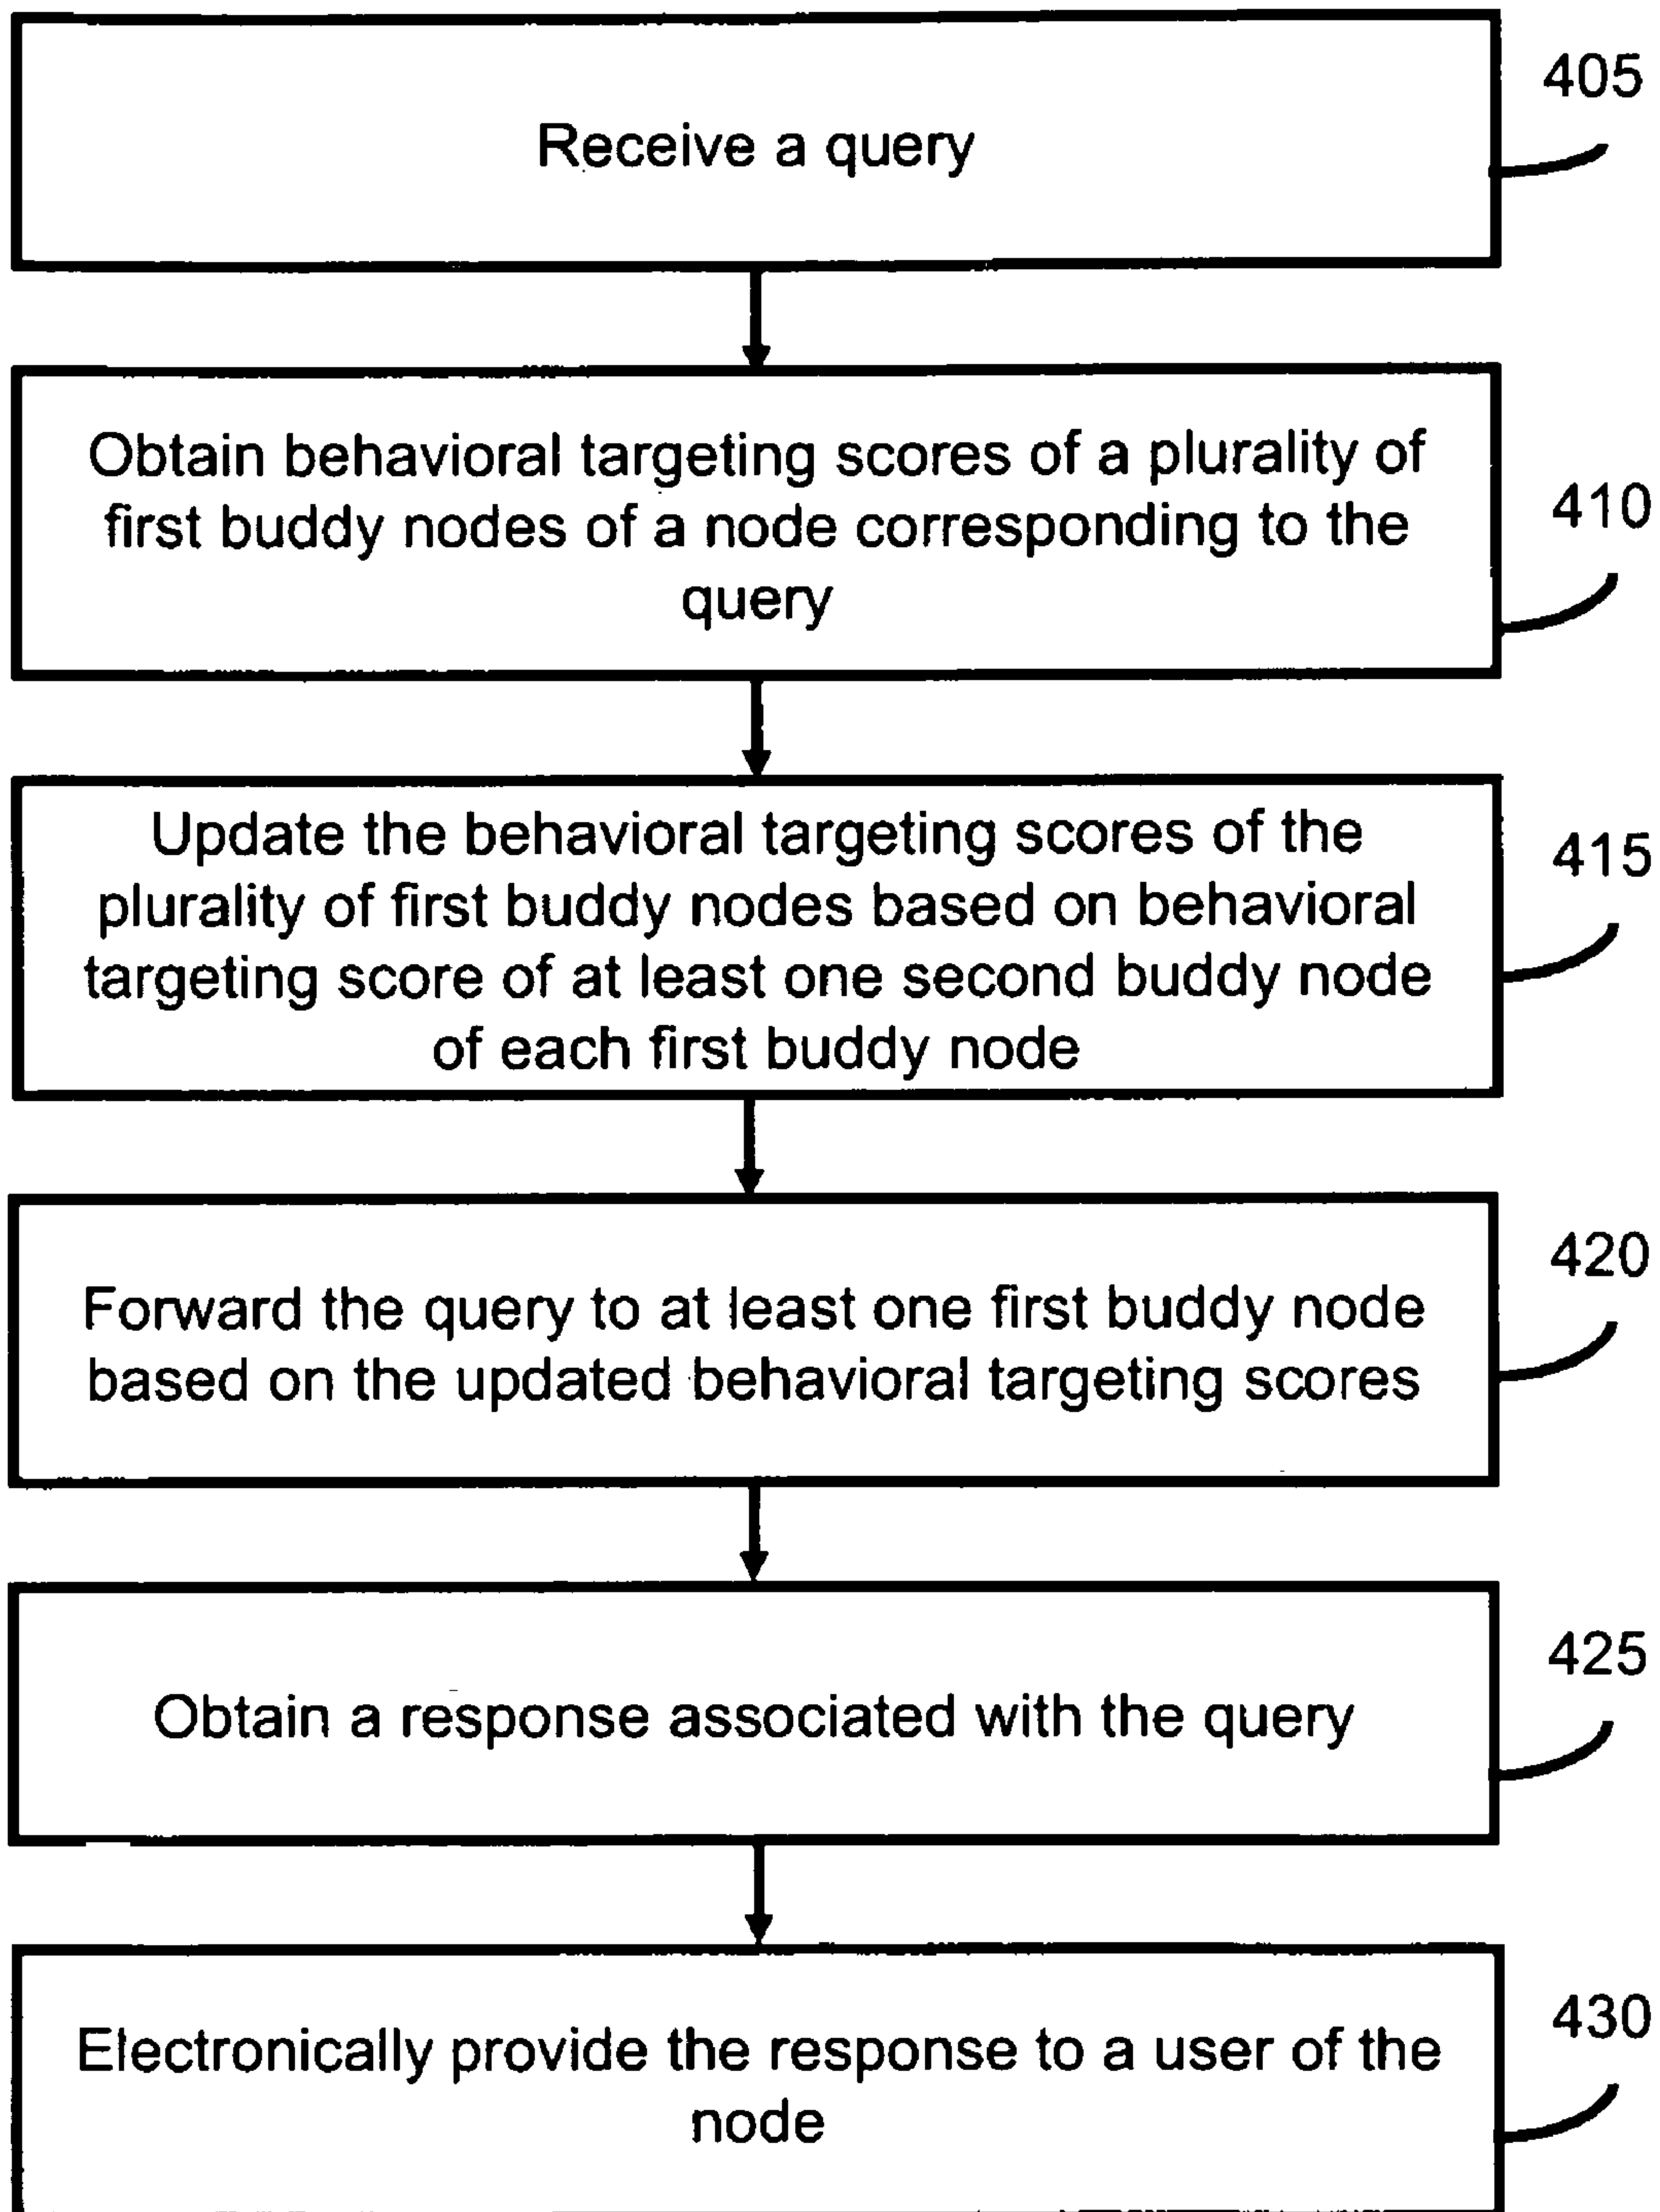 Receive a query
405
Obtain behavioral targeting scores of a plurality of
first buddy nodes of a node corresponding to the
query
410
Update the behavioral targeting scores of the
plurality of first buddy nodes based on behavioral
targeting score of at least one second buddy node
of each first buddy node
415
Forward the query to at least one first buddy node
based on the updated behavioral targeting scores
420
Obtain a response associated with the query
425
Electronically provide the response to a user of the
node
430